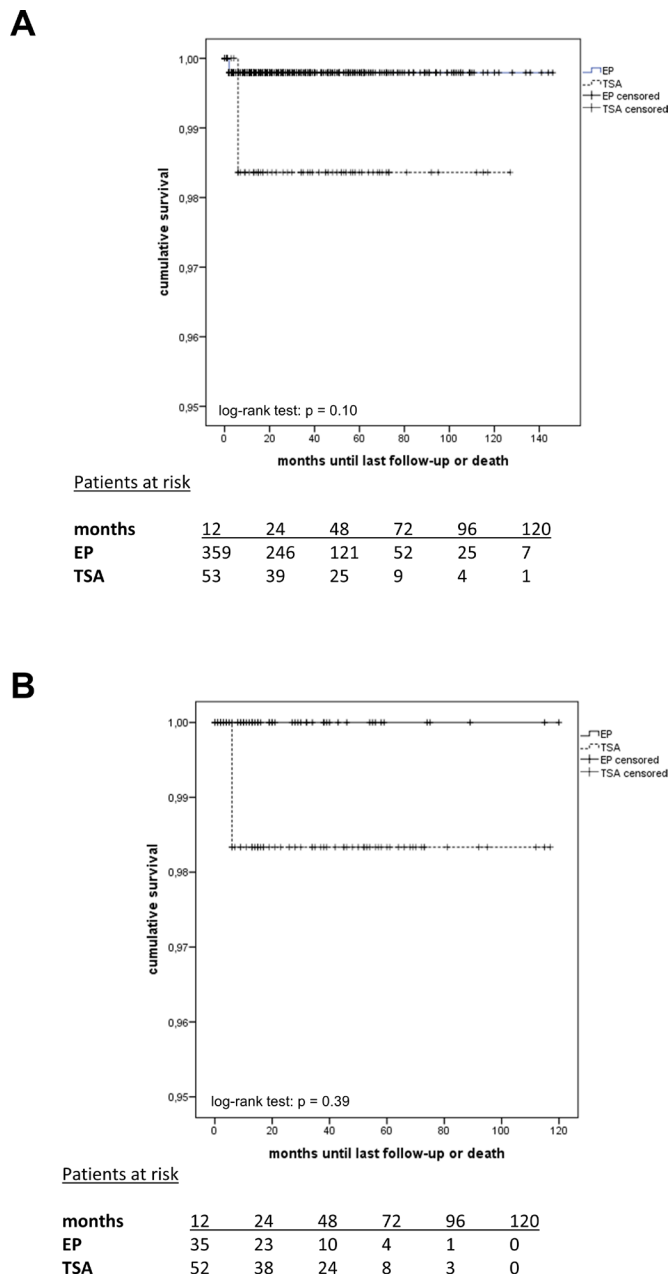 A
1,00
0,99
0,98
0,97
0,96
0,95
cumulative survival
EP
TSA
EP censored
TSA censored
log-rank test: p = 0.10
0 20 40 60 80 100 120 140
months until last follow-up or death
Patients at risk
months 12 24 48 72 96 120
EP 359 246 121 52 25 7
TSA 53 39 25 9 4 1
B
1,00
0,99
0,98
0,97
0,96
0,95
cumulative survival
EP
TSA
EP censored
TSA censored
log-rank test: p = 0.39
0 20 40 60 80 100 120
months until last follow-up or death
Patients at risk
months 12 24 48 72 96 120
EP 35 23 10 4 1 0
TSA 52 38 24 8 3 0